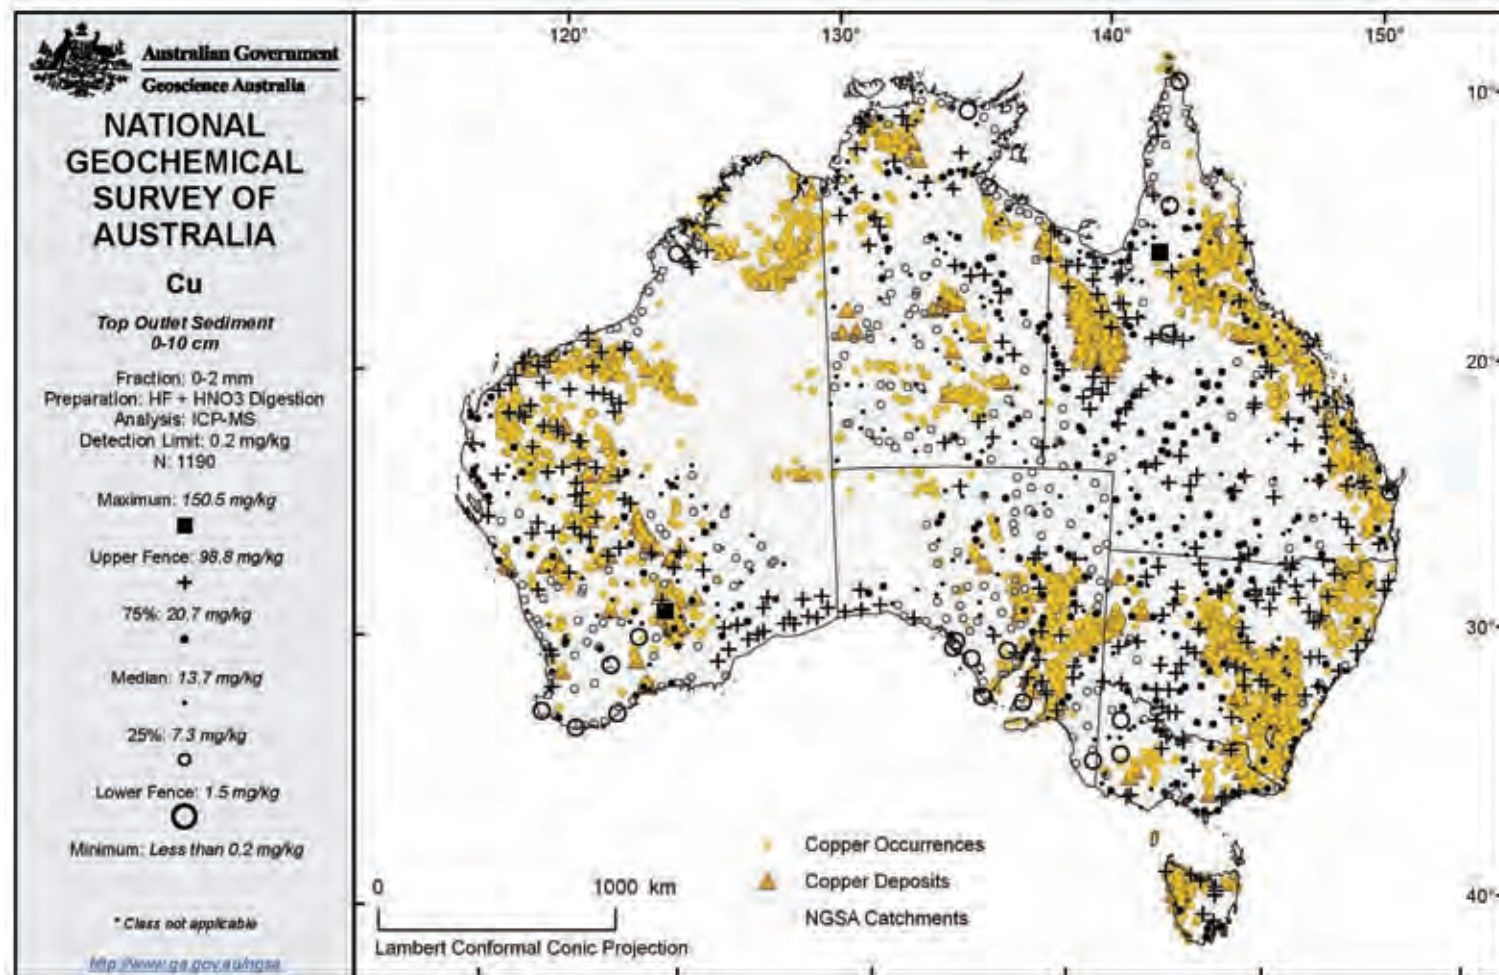 Australian Government
Geoscience Australia
NATIONAL
GEOCHEMICAL
SURVEY OF
AUSTRALIA
Cu
Top Outlet Sediment
0-10 cm
Fraction: 0-2 mm
Preparation: HF + HNO3 Digestion
Analysis: ICP-MS
Detection Limit: 0.2 mg/kg
N: 1190
Maximum: 150.5 mg/kg
Upper Fence: 98.8 mg/kg
75%: 20.7 mg/kg
Median: 13.7 mg/kg
25%: 7.3 mg/kg
Lower Fence: 1.5 mg/kg
Minimum: Less than 0.2 mg/kg
* Class not applicable
http://www.ga.gov.au/ngsa
120° 130° 140° 150°
10°
20°
30°
40°
Copper Occurrences
Copper Deposits
NGSA Catchments
0 1000 km
Lambert Conformal Conic Projection